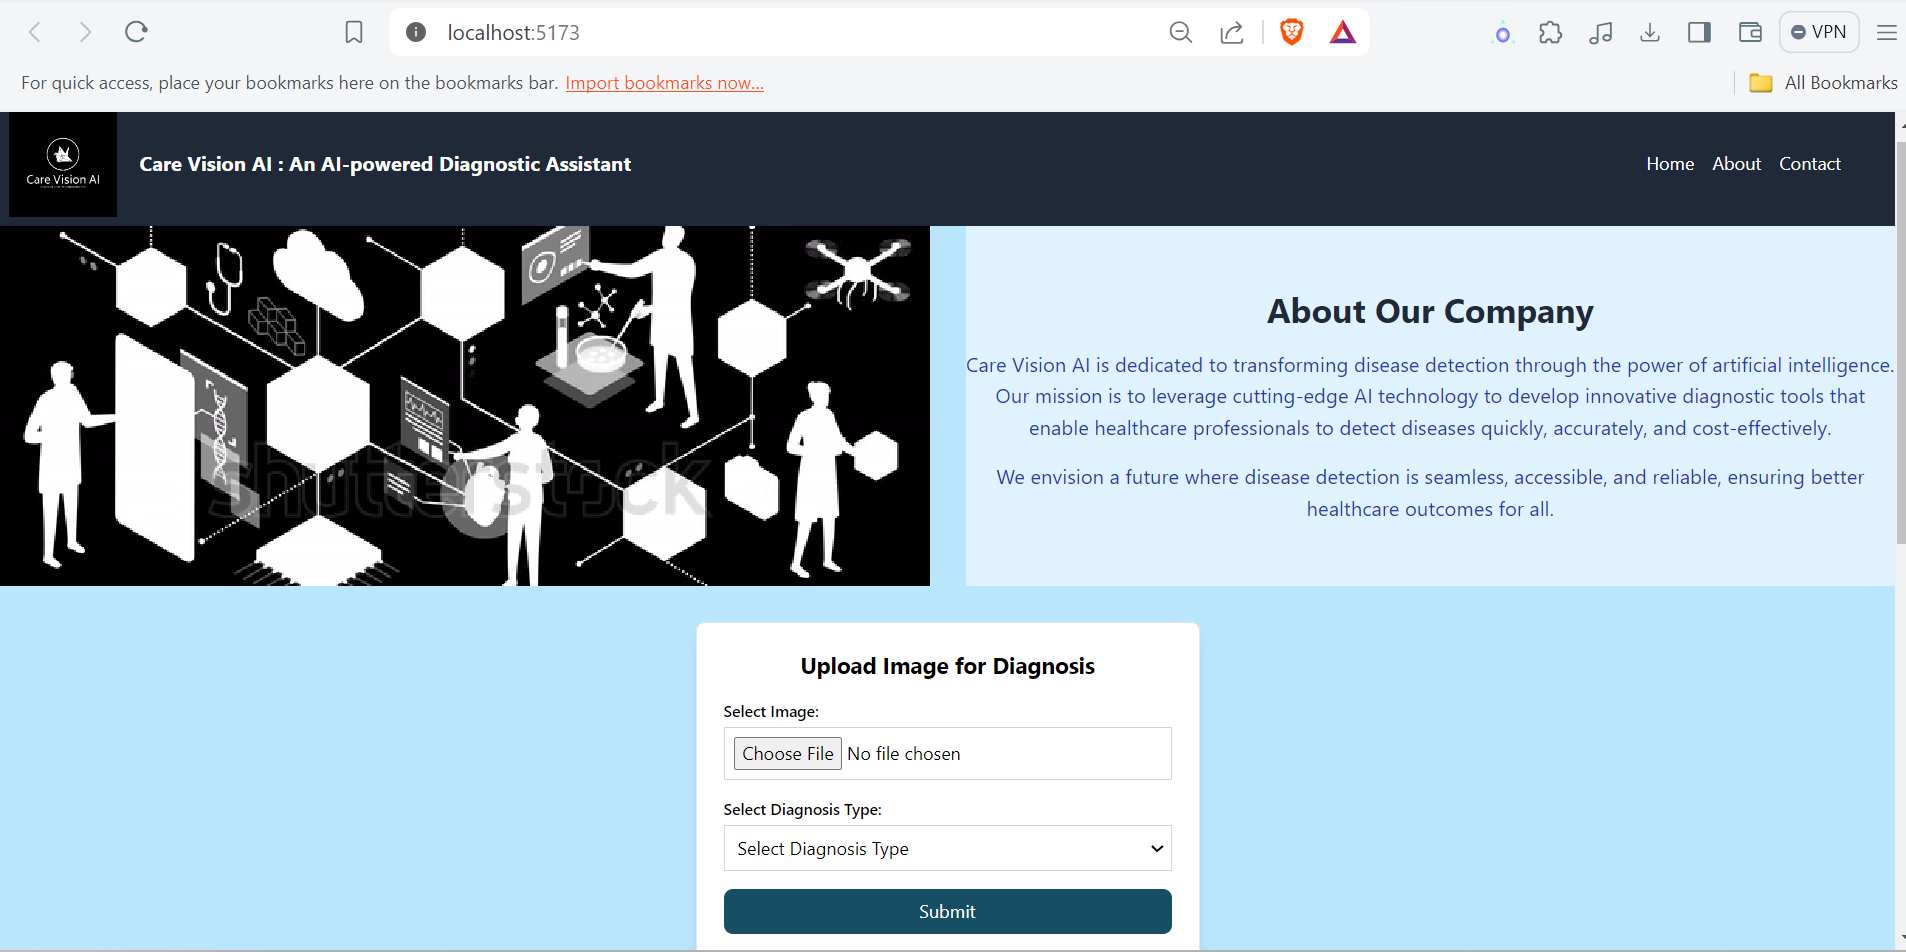 localhost:5173
VPN
For quick access, place your bookmarks here on the bookmarks bar. Import bookmarks now...
All Bookmarks
Care Vision AI
Care Vision AI : An AI-powered Diagnostic Assistant
Home About Contact
shutterstock
About Our Company
Care Vision AI is dedicated to transforming disease detection through the power of artificial intelligence.
Our mission is to leverage cutting-edge AI technology to develop innovative diagnostic tools that
enable healthcare professionals to detect diseases quickly, accurately, and cost-effectively.
We envision a future where disease detection is seamless, accessible, and reliable, ensuring better
healthcare outcomes for all.
Upload Image for Diagnosis
Select Image:
Choose File No file chosen
Select Diagnosis Type:
Select Diagnosis Type
Submit